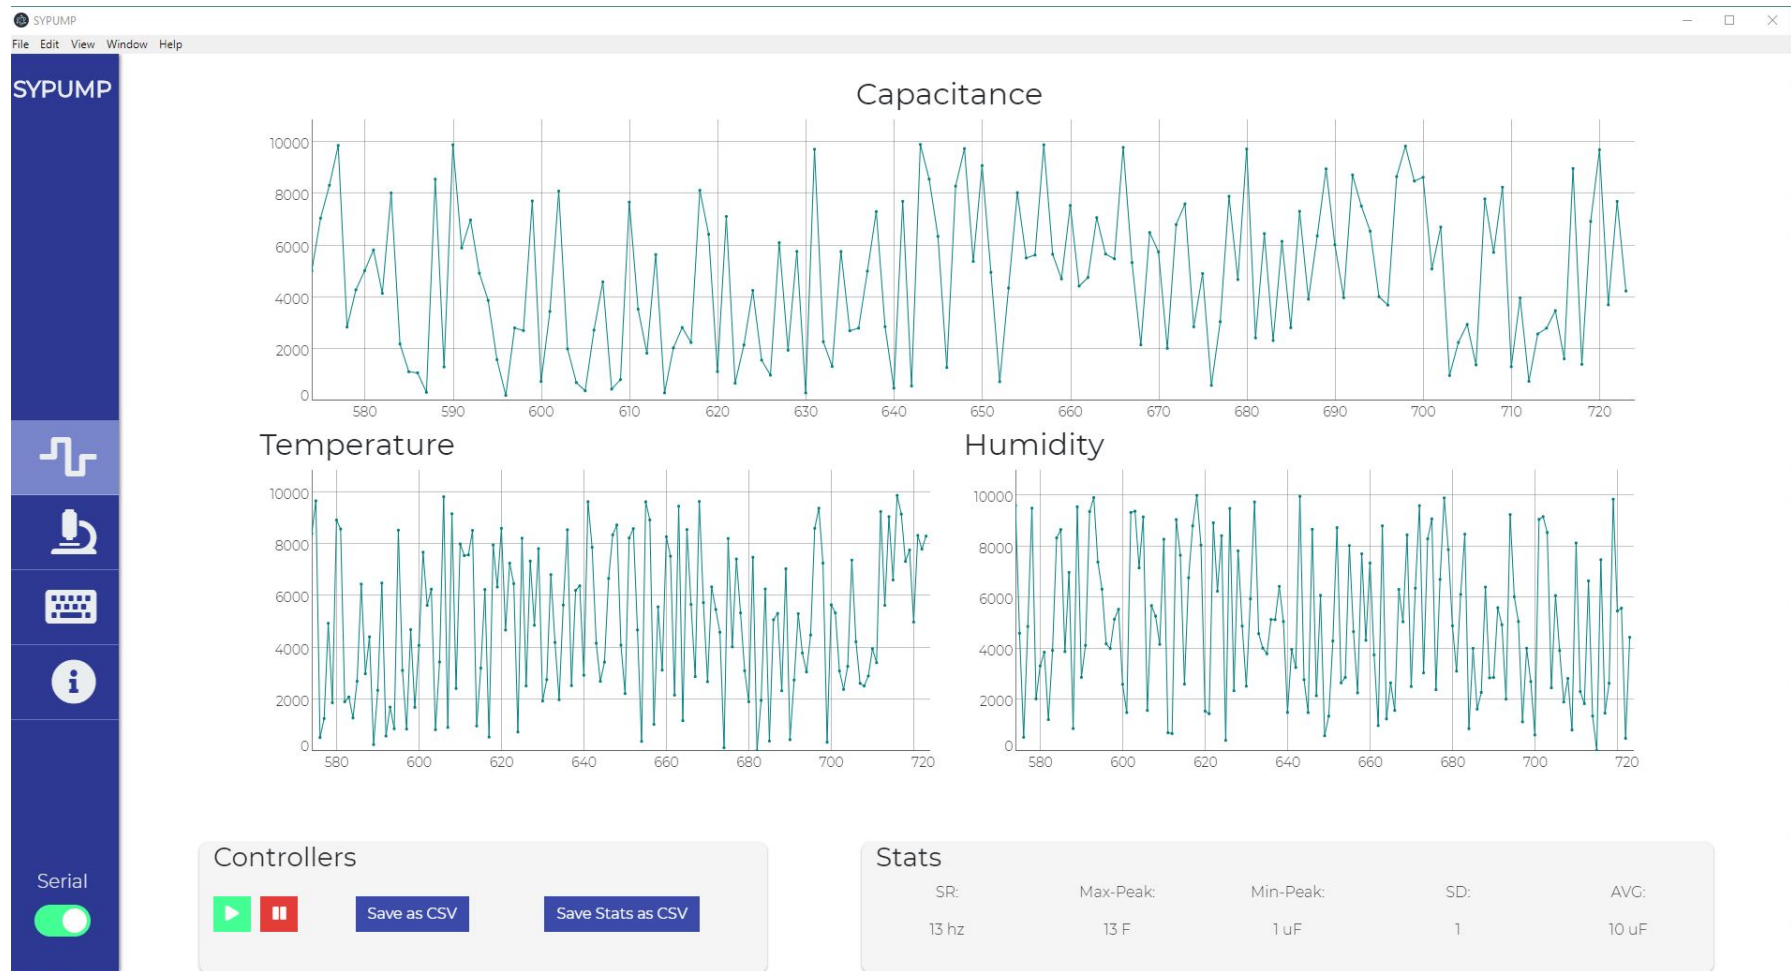 SYPUMP
File Edit View Window Help
SYPUMP
Capacitance
10000
8000
6000
4000
2000
0
580 590 600 610 620 630 640 650 660 670 680 690 700 710 720
Temperature
10000
8000
6000
4000
2000
0
580 600 620 640 660 680 700 720
Humidity
10000
8000
6000
4000
2000
0
580 600 620 640 660 680 700 720
Serial
Controllers
Save as CSV Save Stats as CSV
Stats
SR: Max-Peak: Min-Peak: SD: AVG:
13 hz 13 F 1 uF 1 10 uF